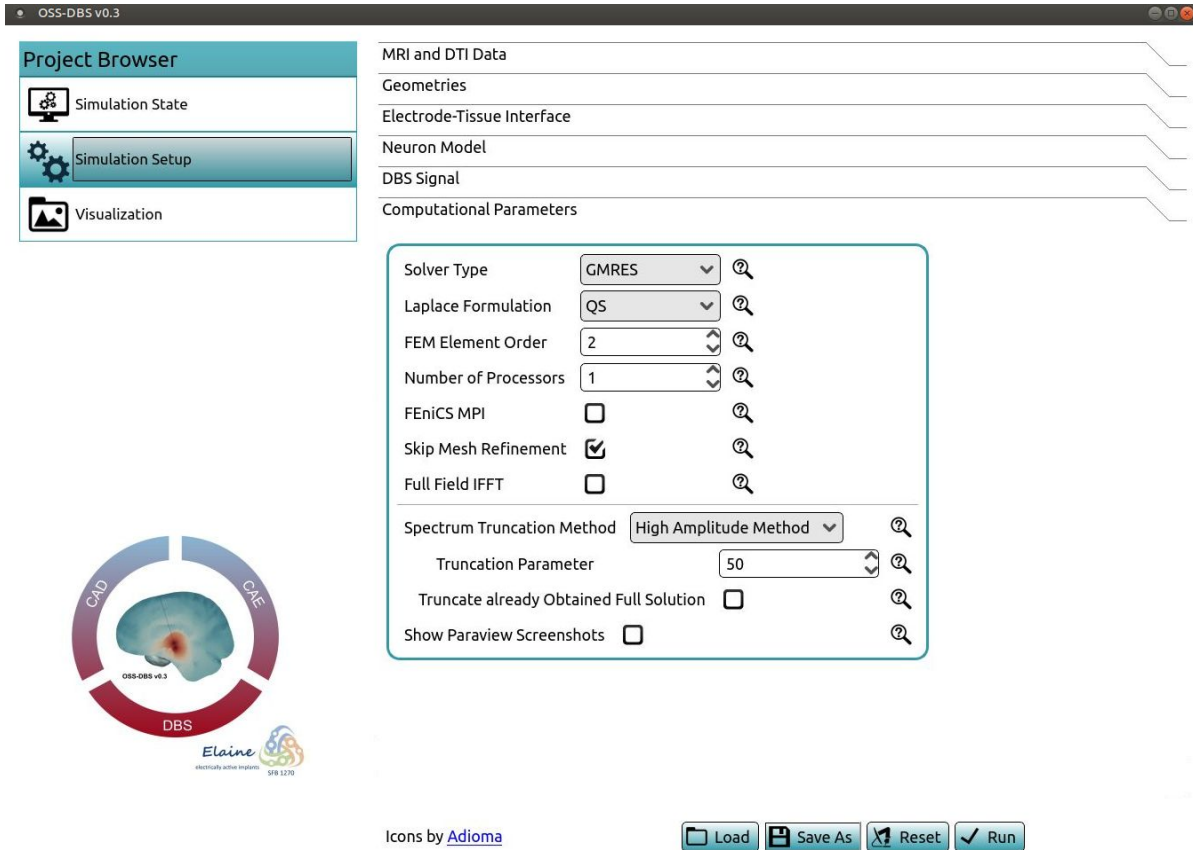 OSS-DBS v0.3
Project Browser
Simulation State
Simulation Setup
Visualization
MRI and DTI Data
Geometries
Electrode-Tissue Interface
Neuron Model
DBS Signal
Computational Parameters
Solver Type GMRES
Laplace Formulation QS
FEM Element Order 2
Number of Processors 1
FEniCS MPI
Skip Mesh Refinement
Full Field IFFT
Spectrum Truncation Method High Amplitude Method
Truncation Parameter 50
Truncate already Obtained Full Solution
Show Paraview Screenshots
CAD
CAE
OSS-DBS v0.3
DBS
Elaine
electrically active implants
SFB 1270
Icons by Adioma
Load Save As Reset Run